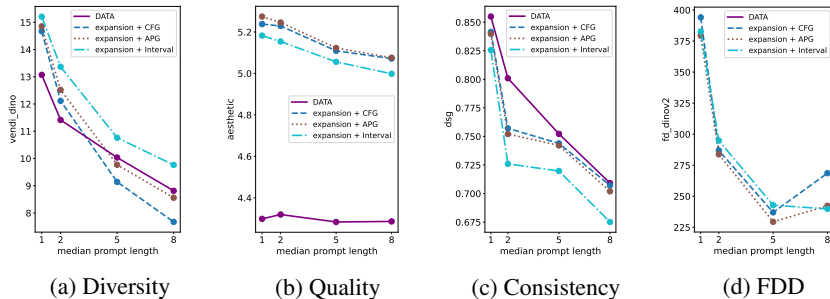 vendi_dino
15
14
13
12
11
10
9
8
1
2
5
8
median prompt length
DATA
expansion + CFG
expansion + APG
expansion + Interval
(a) Diversity
aesthetic
5.2
5.0
4.8
4.6
4.4
1
2
5
8
median prompt length
DATA
expansion + CFG
expansion + APG
expansion + Interval
(b) Quality
dsg
0.850
0.825
0.800
0.775
0.750
0.725
0.700
0.675
1
2
5
8
median prompt length
DATA
expansion + CFG
expansion + APG
expansion + Interval
(c) Consistency
fd_dinov2
400
375
350
325
300
275
250
225
1
2
5
8
median prompt length
expansion + CFG
expansion + APG
expansion + Interval
(d) FDD